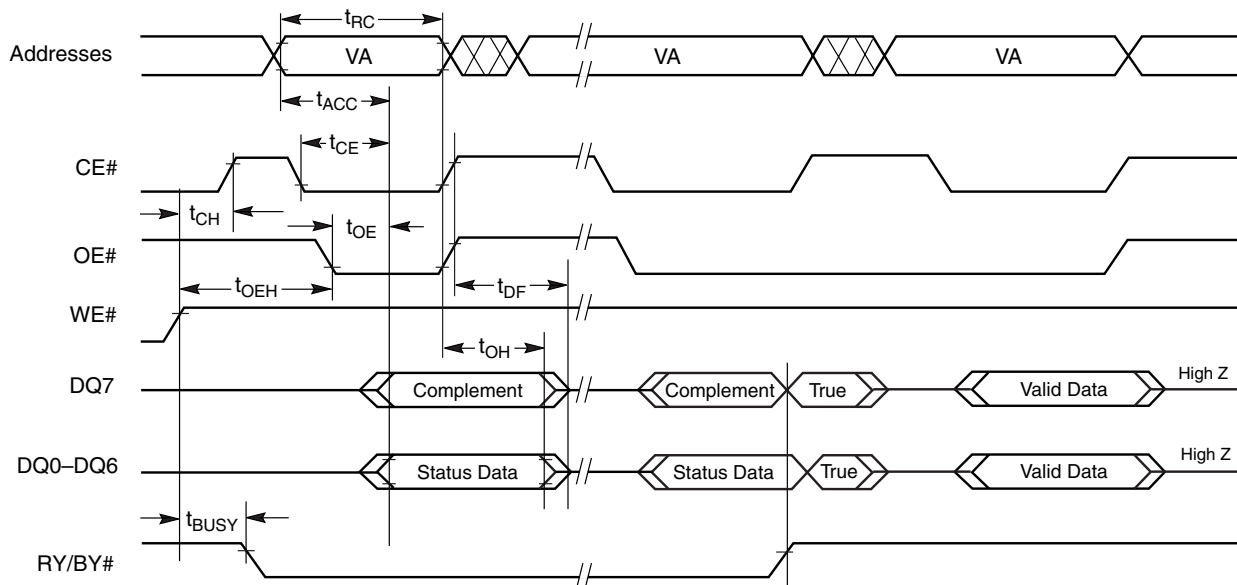 tRC
Addresses VA VA VA
tACC
tCE
CE#
tCH tOE
OE#
tOEH tDF
WE#
tOH
DQ7 Complement Complement True Valid Data High Z
DQ0–DQ6 Status Data Status Data True Valid Data High Z
tBUSY
RY/BY#